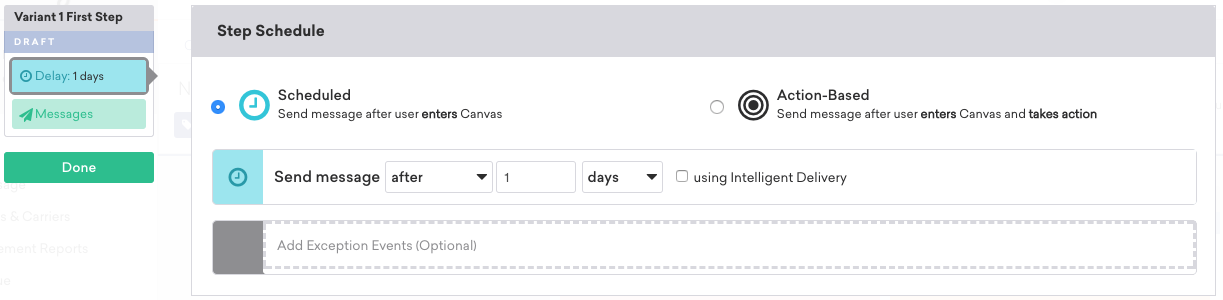 Variant 1 First Step
DRAFT
Delay: 1 days
Messages
Done
Step Schedule
Scheduled
Send message after user enters Canvas
Action-Based
Send message after user enters Canvas and takes action
Send message after 1 days using Intelligent Delivery
Add Exception Events (Optional)
s & Carriers
ement Reports